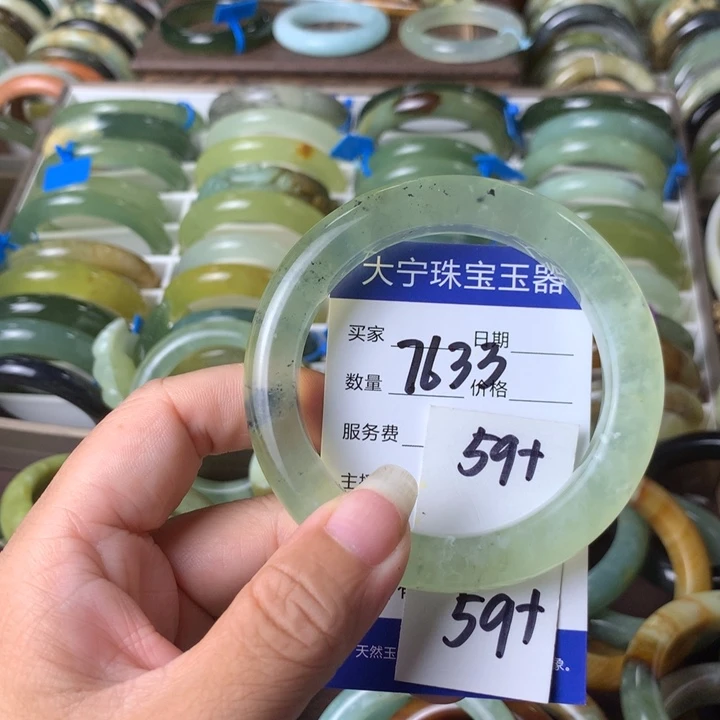 大宁珠宝玉器
买家 日期
7633
数量 价格
服务费
59+
59+
天然玉